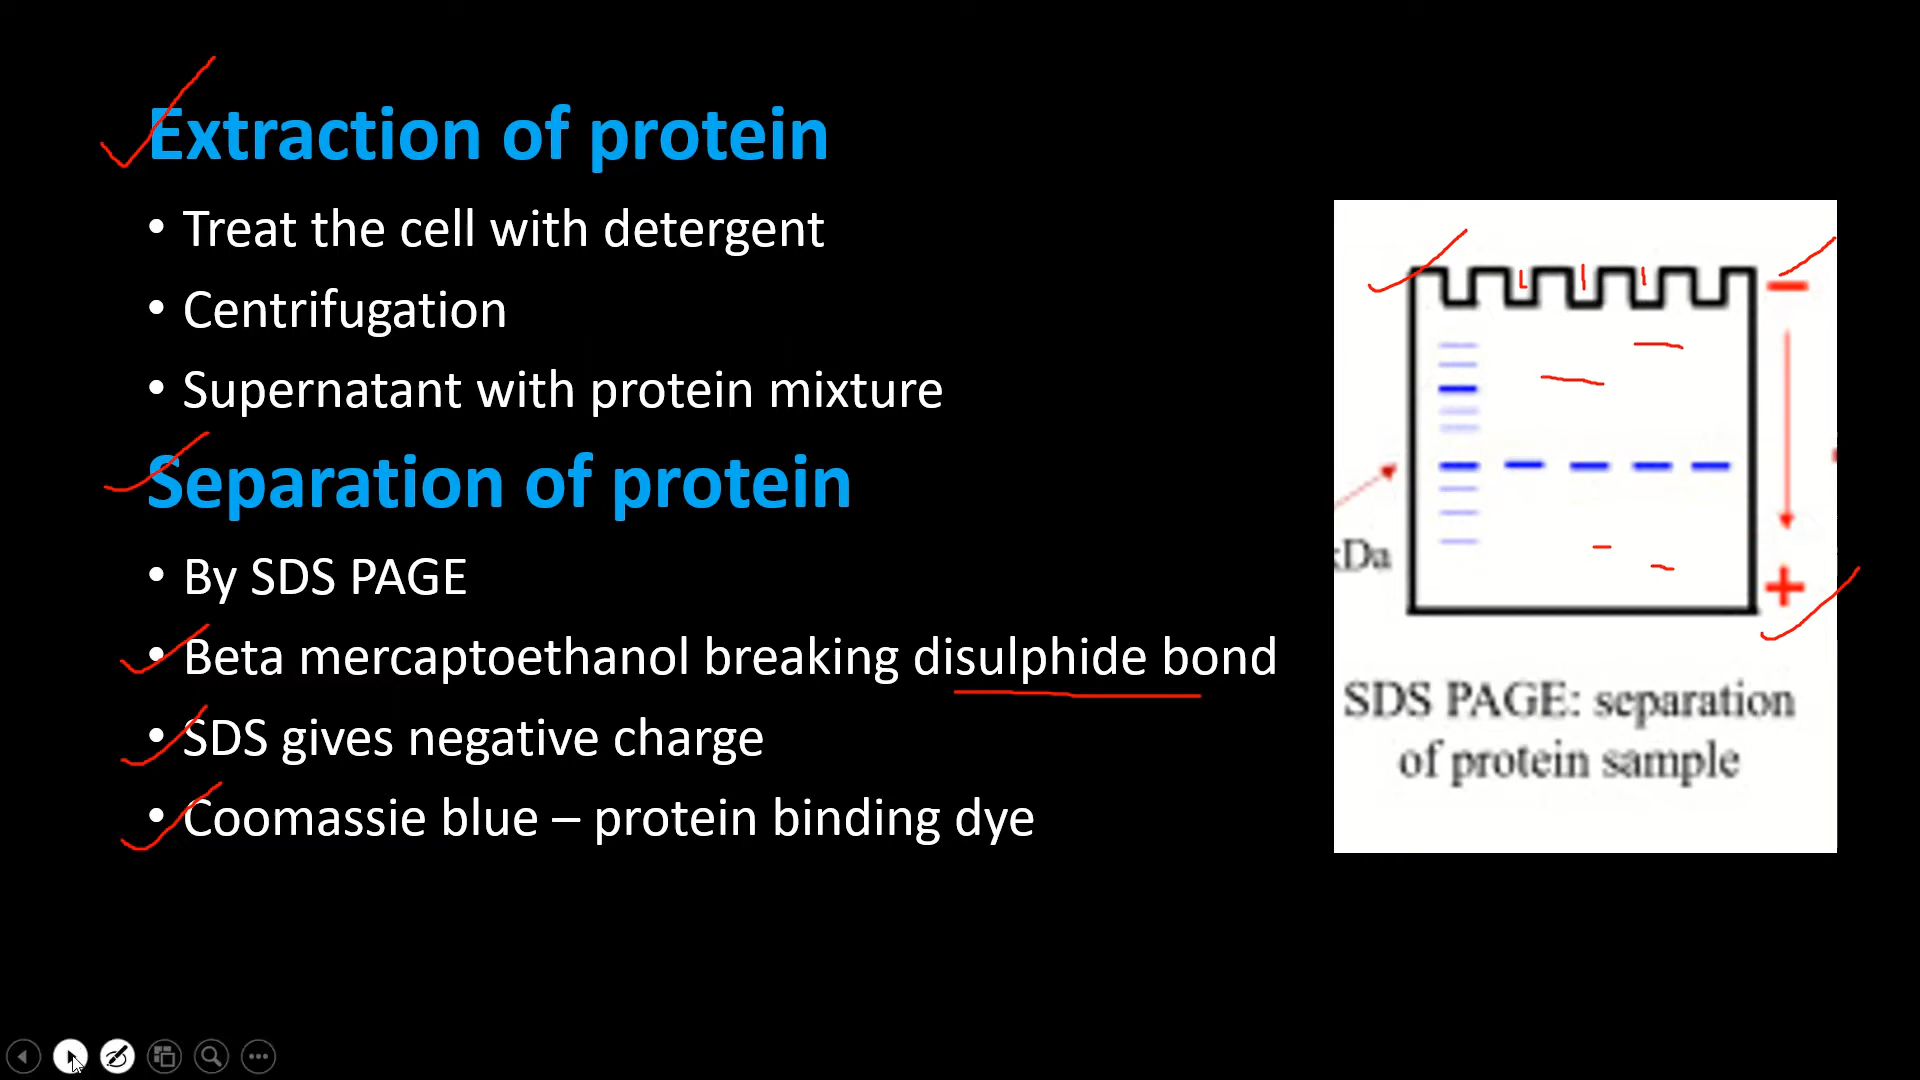 Extraction of protein
• Treat the cell with detergent
• Centrifugation
• Supernatant with protein mixture
Separation of protein
• By SDS PAGE
• Beta mercaptoethanol breaking disulphide bond
• SDS gives negative charge
• Coomassie blue – protein binding dye
kDa
SDS PAGE: separation
of protein sample